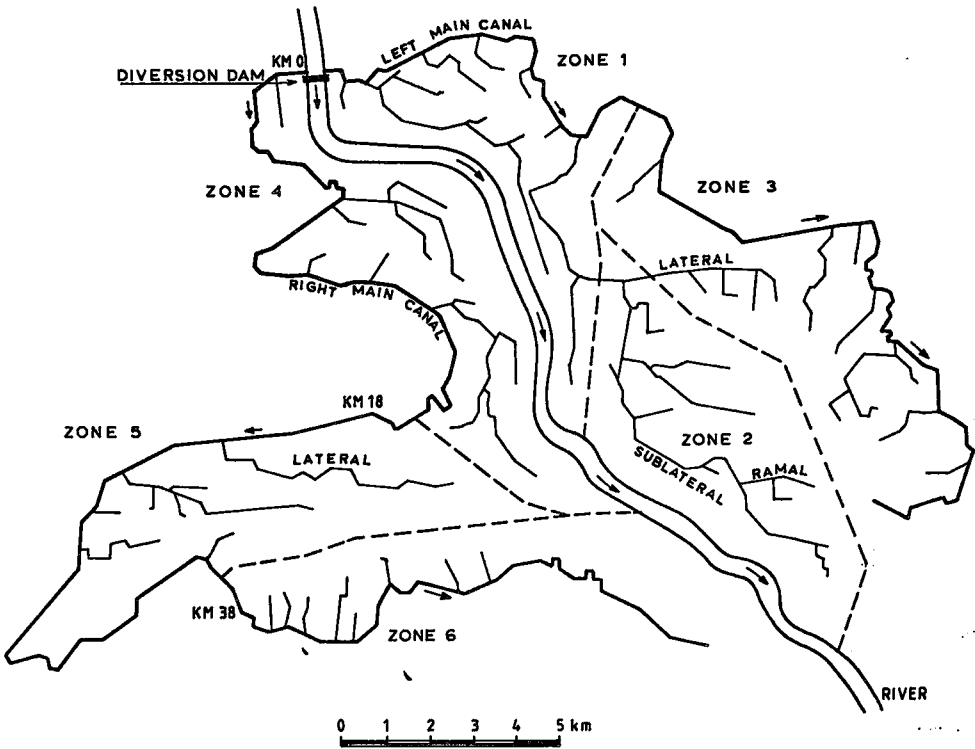 LEFT MAIN CANAL
KM 0
ZONE 1
DIVERSION DAM
ZONE 4
ZONE 3
LATERAL
RIGHT MAIN CANAL
KM 18
ZONE 5
ZONE 2
LATERAL
SUBLATERAL
RAMAL
KM 38
ZONE 6
RIVER
0 1 2 3 4 5 km